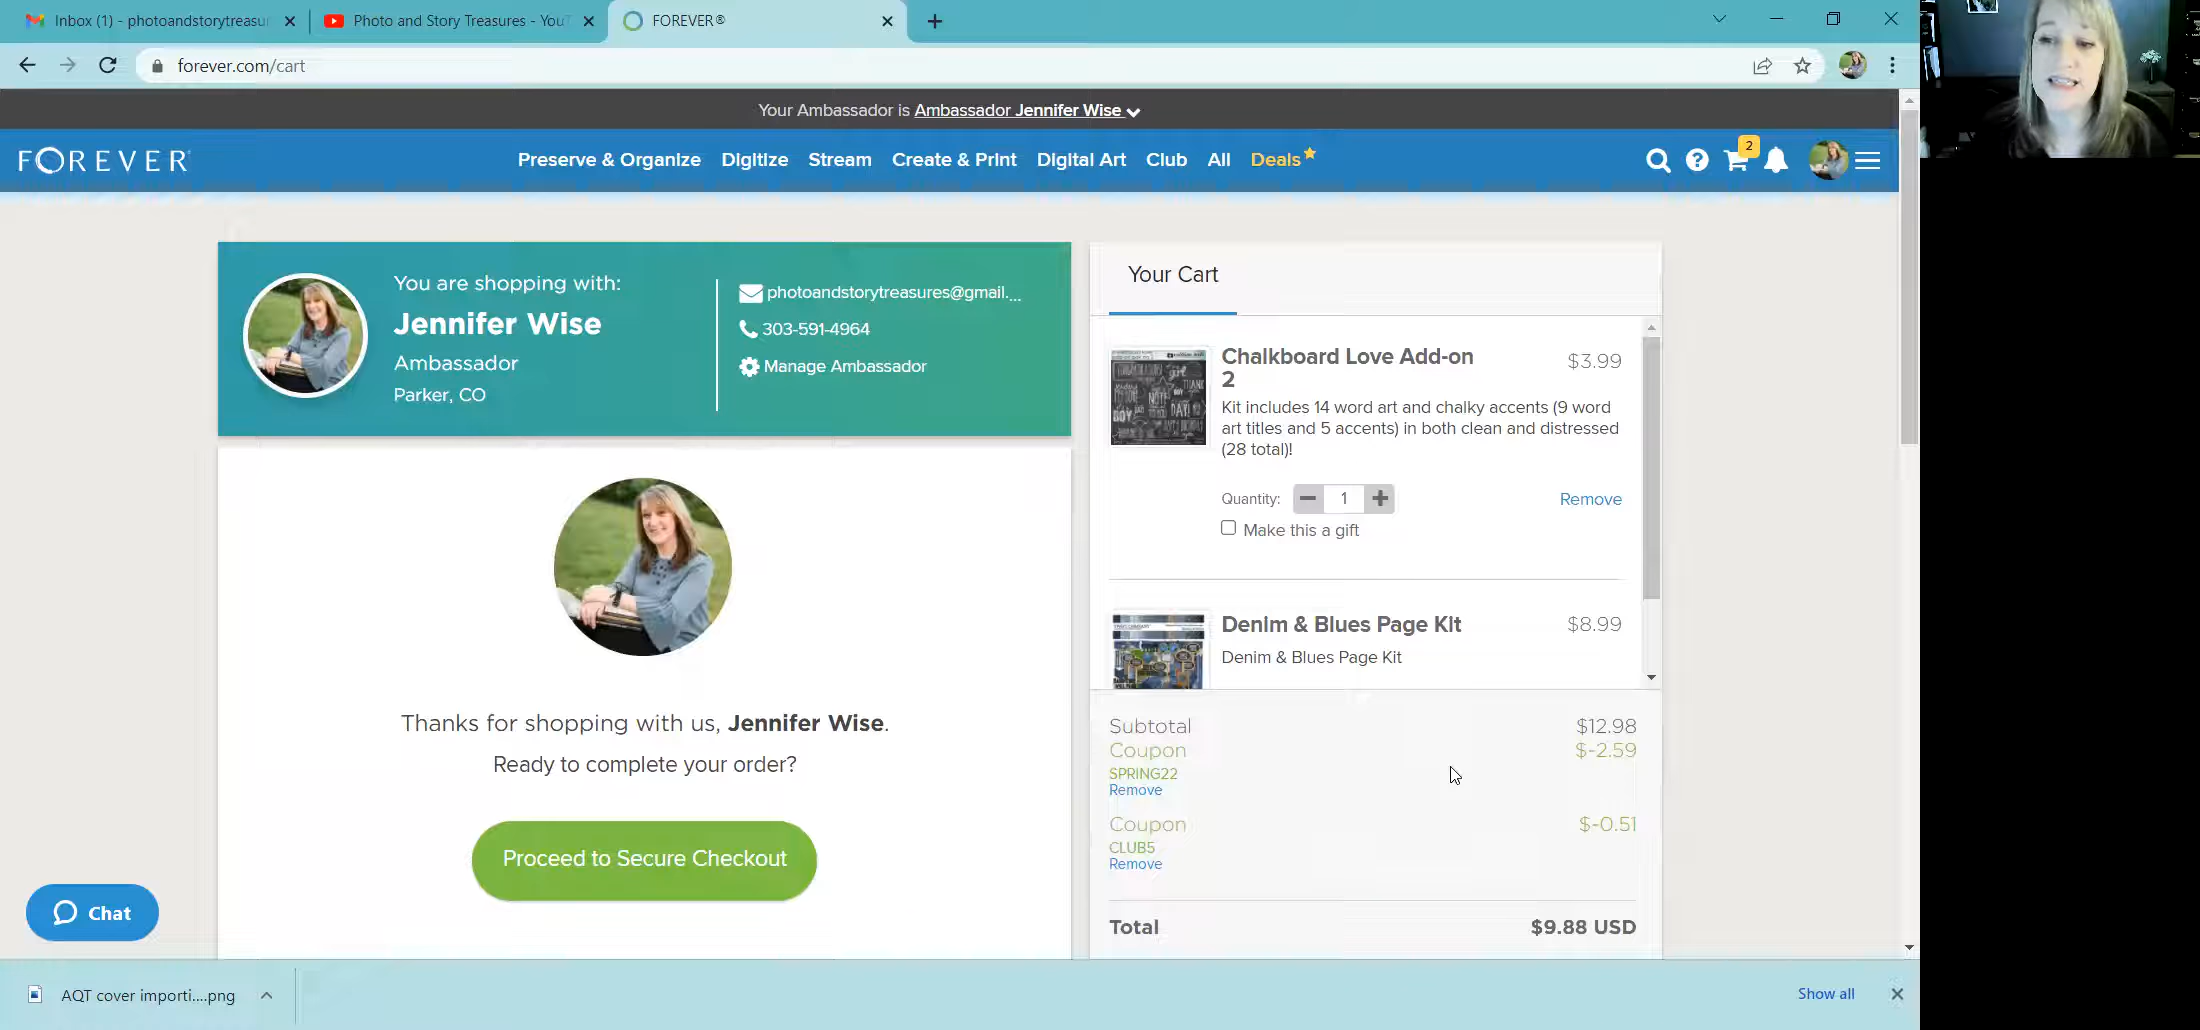 Inbox (1) - photoandstorytreasu
Photo and Story Treasures - You
FOREVER®
forever.com/cart
Your Ambassador is Ambassador Jennifer Wise
FOREVER
Preserve & Organize
Digitize
Stream
Create & Print
Digital Art
Club
All
Deals
2
You are shopping with:
Jennifer Wise
Ambassador
Parker, CO
photoandstorytreasures@gmail....
303-591-4964
Manage Ambassador
Thanks for shopping with us, Jennifer Wise.
Ready to complete your order?
Proceed to Secure Checkout
Chat
Your Cart
Chalkboard Love Add-on
2
$3.99
Kit includes 14 word art and chalky accents (9 word
art titles and 5 accents) in both clean and distressed
(28 total)!
Quantity:
1
Remove
Make this a gift
Denim & Blues Page Kit
$8.99
Denim & Blues Page Kit
Subtotal
$12.98
Coupon
$-2.59
SPRING22
Remove
Coupon
$-0.51
CLUB5
Remove
Total
$9.88 USD
AQT cover importi....png
Show all